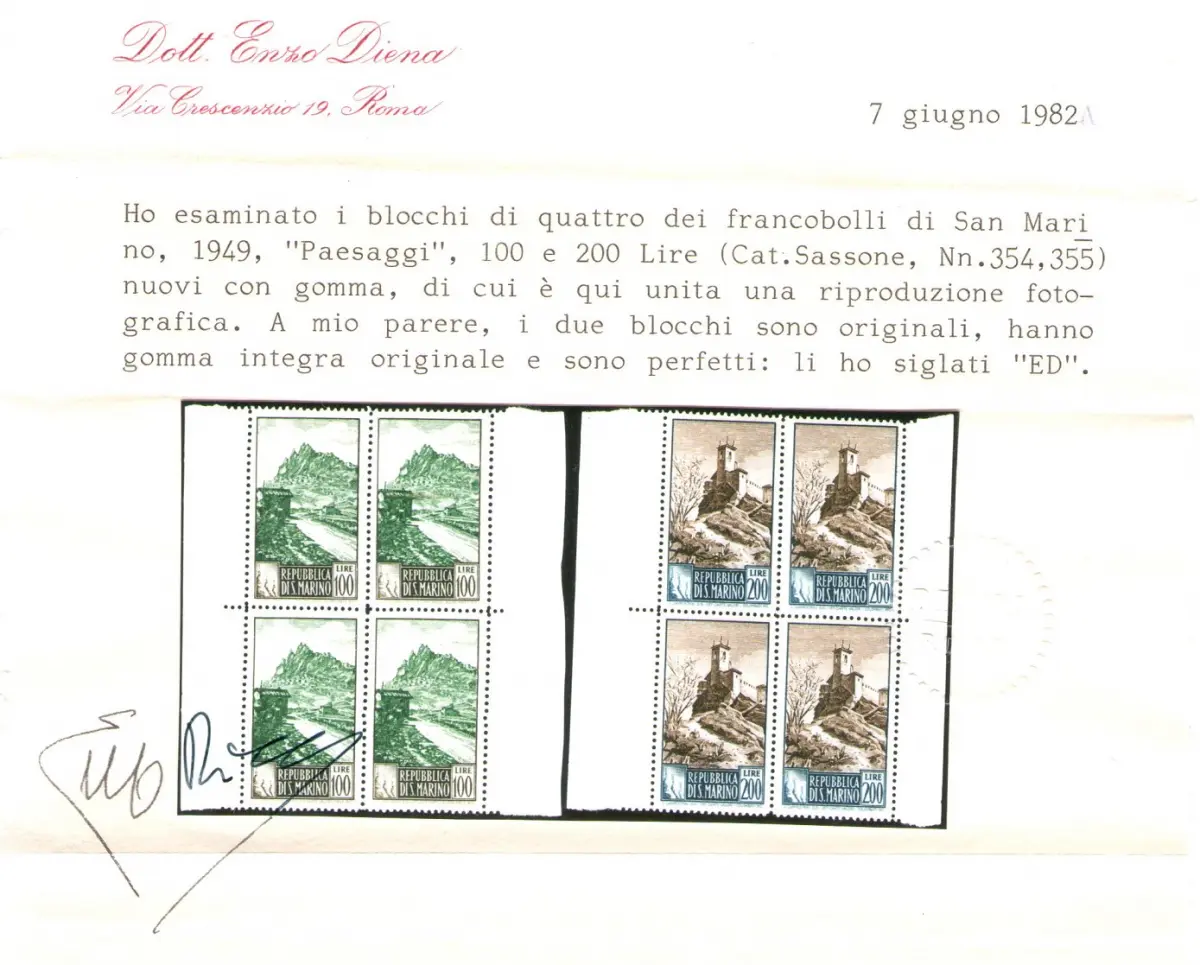 Dott. Enzo Diena
Via Crescenzio 19, Roma
7 giugno 1982
Ho esaminato i blocchi di quattro dei francobolli di San Mari
no, 1949, "Paesaggi", 100 e 200 Lire (Cat.Sassone, Nn.354,355)
nuovi con gomma, di cui è qui unita una riproduzione foto-
grafica. A mio parere, i due blocchi sono originali, hanno
gomma integra originale e sono perfetti: li ho siglati "ED".
REPUBBLICA DI S. MARINO LIRE 100
REPUBBLICA DI S. MARINO LIRE 100
REPUBBLICA DI S. MARINO LIRE 200
REPUBBLICA DI S. MARINO LIRE 200
REPUBBLICA DI S. MARINO LIRE 100
REPUBBLICA DI S. MARINO LIRE 100
REPUBBLICA DI S. MARINO LIRE 200
REPUBBLICA DI S. MARINO LIRE 200